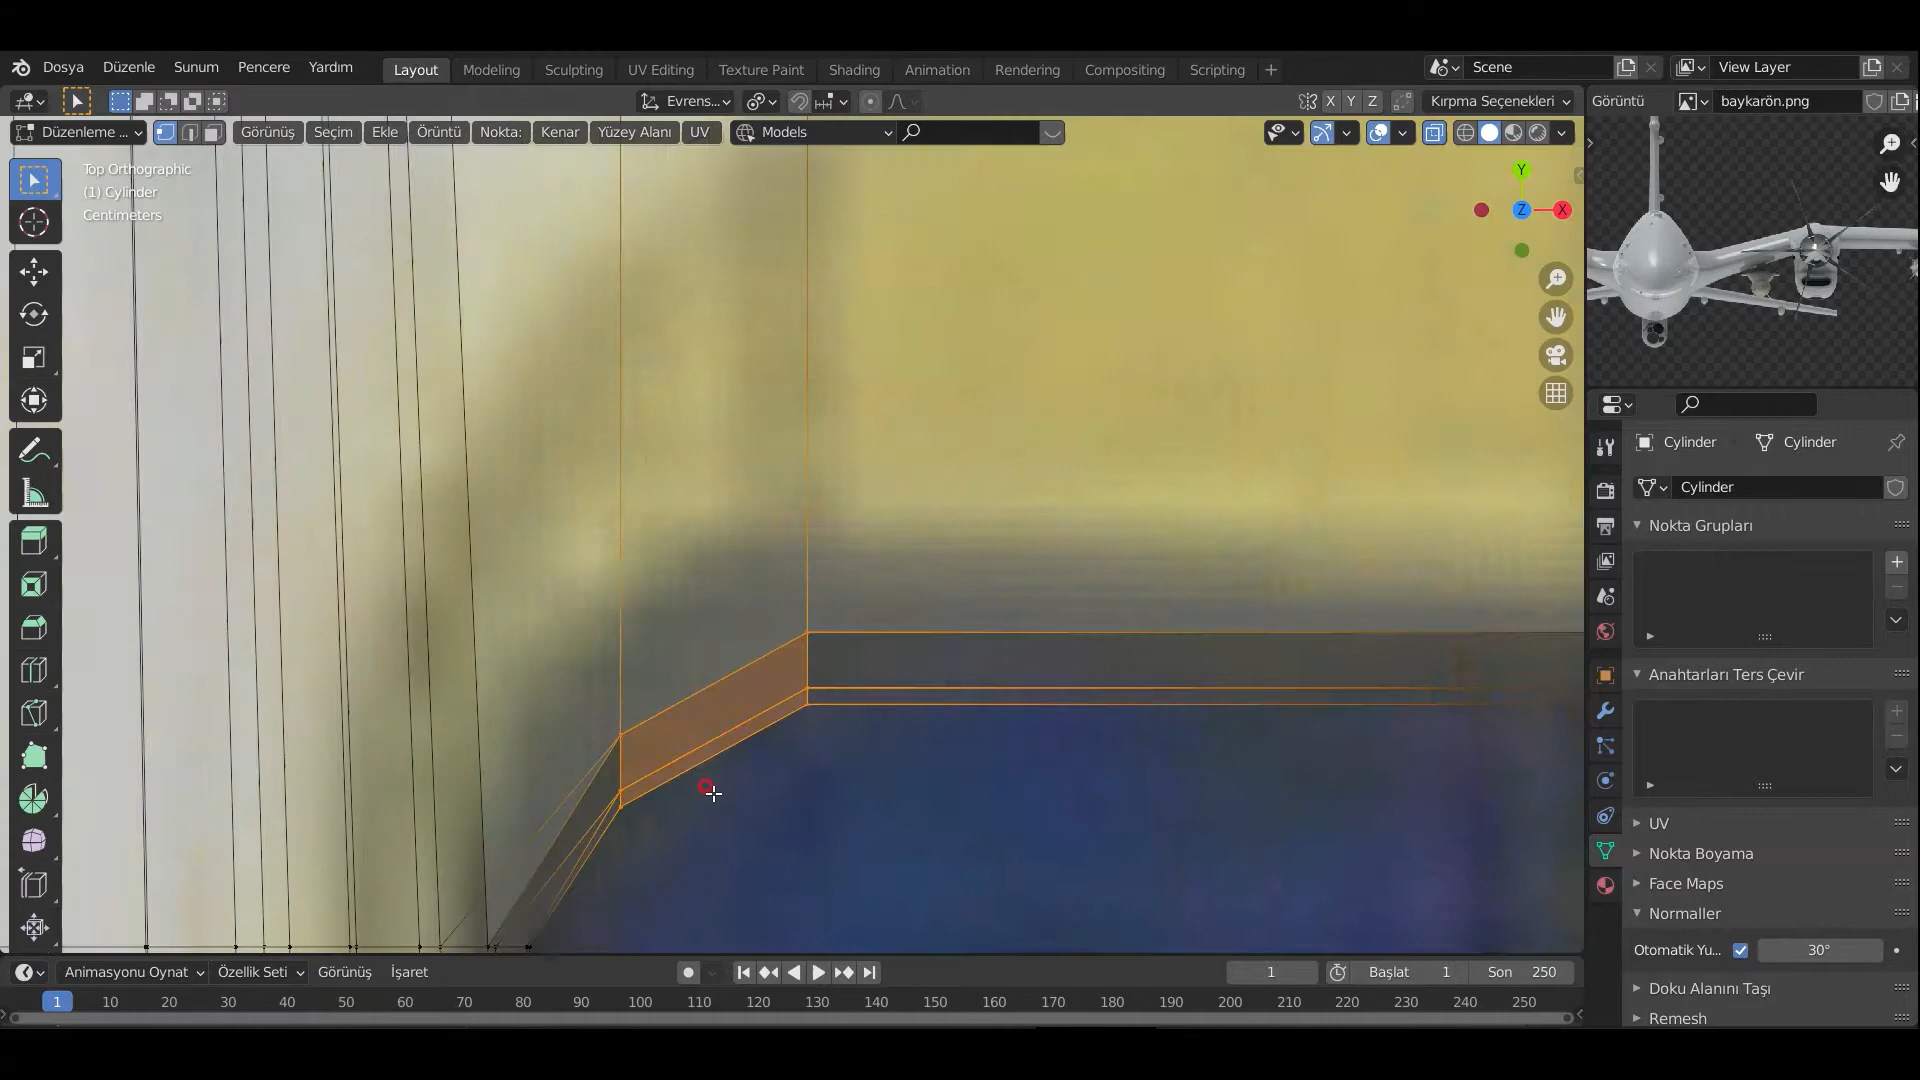 Dosya Düzenle Sunum Pencere Yardım Layout Modeling Sculpting UV Editing Texture Paint Shading Animation Rendering Compositing Scripting + Scene View Layer
Evrens... X Y Z Kırpma Seçenekleri Görüntü baykarön.png
Düzenleme ... Görünüş Seçim Ekle Örüntü Nokta: Kenar Yüzey Alanı UV Models
Top Orthographic
(1) Cylinder
Centimeters
Y
Z X
Cylinder Cylinder
Cylinder
Nokta Grupları
Anahtarları Ters Çevir
UV
Nokta Boyama
Face Maps
Normaller
Otomatik Yu... 30°
Doku Alanını Taşı
Remesh
Animasyonu Oynat Özellik Seti Görünüş İşaret 1 Başlat 1 Son 250
1 10 20 30 40 50 60 70 80 90 100 110 120 130 140 150 160 170 180 190 200 210 220 230 240 250